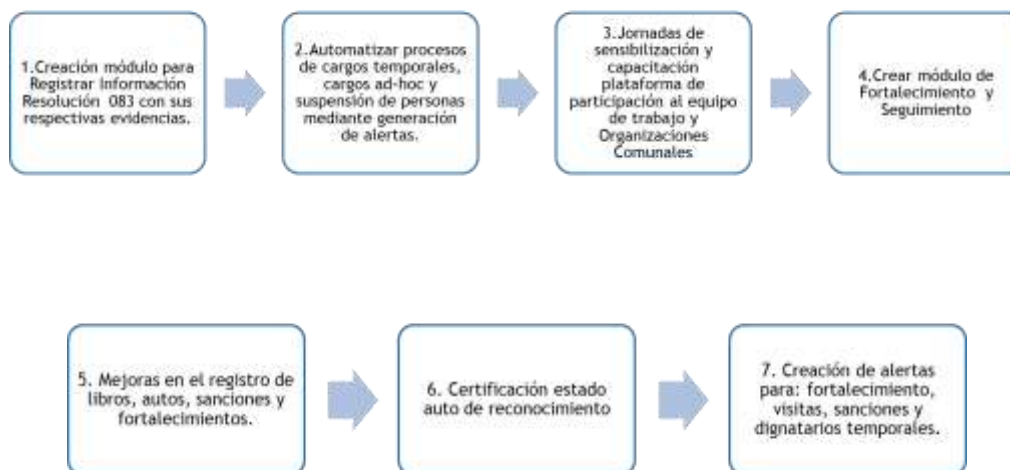 1.Creación módulo para
Registrar Información
Resolución 083 con sus
respectivas evidencias.
2.Automatizar procesos
de cargos temporales,
cargos ad-hoc y
suspensión de personas
mediante generación
de alertas.
3.Jornadas de
sensibilización y
capacitación
plataforma de
participación al equipo
de trabajo y
Organizaciones
Comunales
4.Crear módulo de
Fortalecimiento y
Seguimiento
5. Mejoras en el registro de
libros, autos, sanciones y
fortalecimientos.
6. Certificación estado
auto de reconocimiento
7. Creación de alertas
para: fortalecimiento,
visitas, sanciones y
dignatarios temporales.